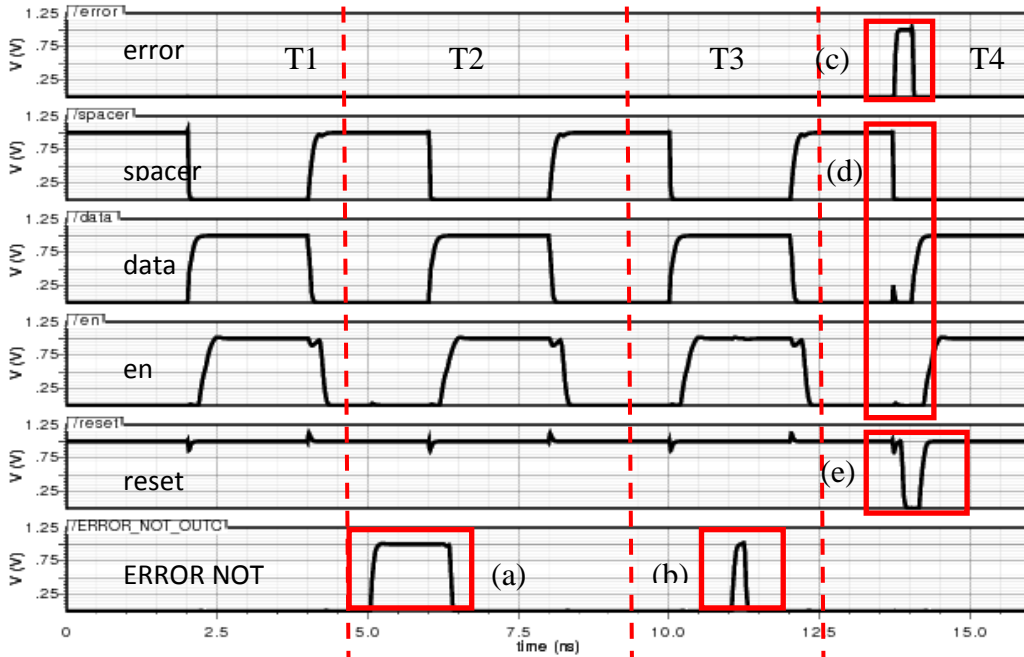 1.25 /error
V (V) .75 error T1 T2 T3 (c) T4
.25
1.25 /spacer
V (V) .75 spacer (d)
.25
1.25 /data
V (V) .75 data
.25
1.25 /en
V (V) .75 en
.25
1.25 /reset
V (V) .75 reset (e)
.25
1.25 /ERROR_NOT_OUTC
V (V) .75 ERROR NOT (a) (b)
.25
0 2.5 5.0 7.5 10.0 12.5 15.0
time (ns)